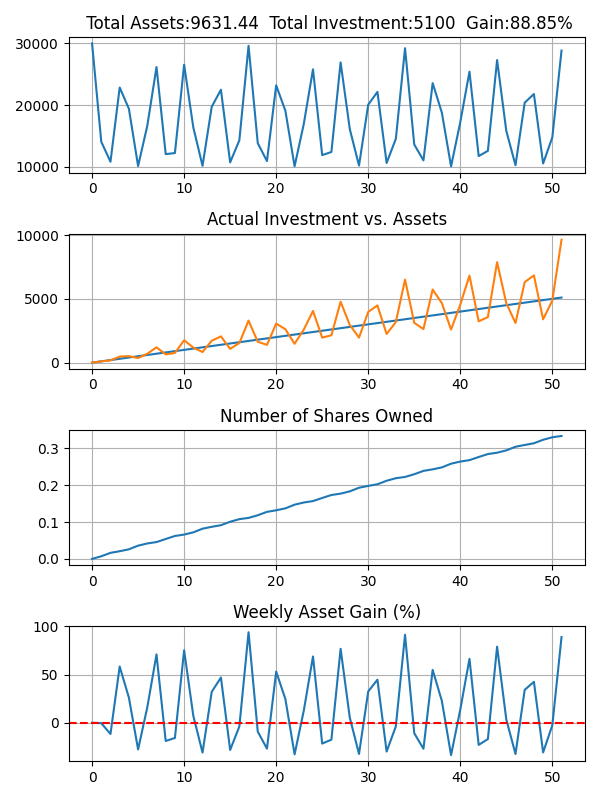 Total Assets:9631.44 Total Investment:5100 Gain:88.85%
30000
20000
10000
0 10 20 30 40 50
Actual Investment vs. Assets
10000
5000
0
0 10 20 30 40 50
Number of Shares Owned
0.3
0.2
0.1
0.0
0 10 20 30 40 50
Weekly Asset Gain (%)
100
50
0
0 10 20 30 40 50